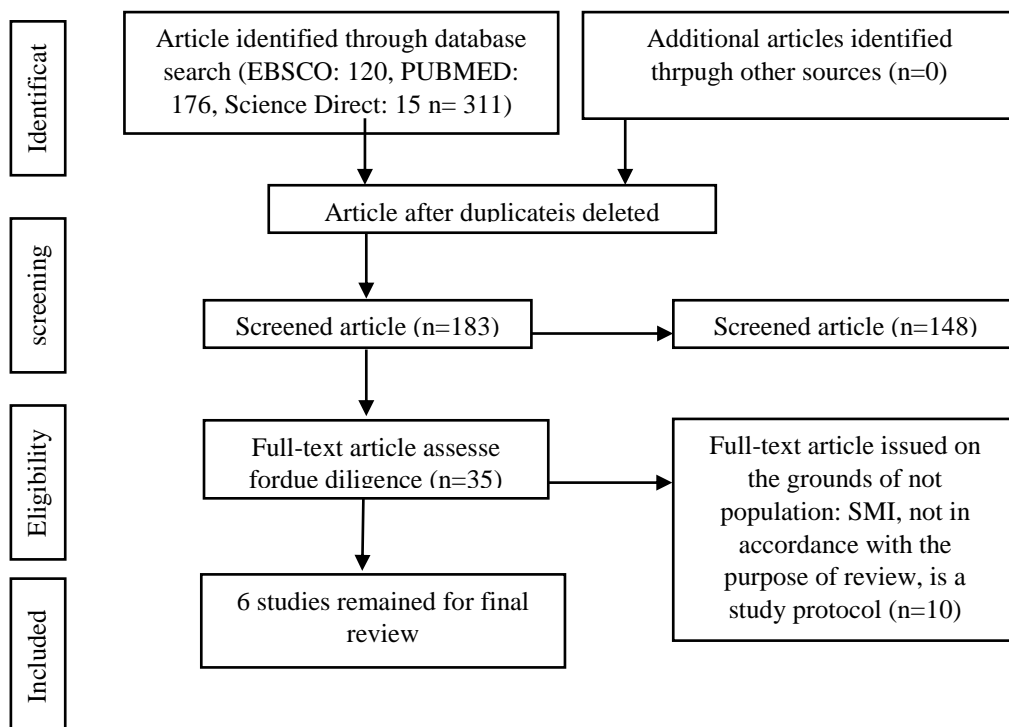 Identificat
Article identified through database
search (EBSCO: 120, PUBMED:
176, Science Direct: 15 n= 311)
Additional articles identified
thrpugh other sources (n=0)
Article after duplicateis deleted
screening
Screened article (n=183)
Screened article (n=148)
Eligibility
Full-text article assesse
fordue diligence (n=35)
Full-text article issued on
the grounds of not
population: SMI, not in
accordance with the
purpose of review, is a
study protocol (n=10)
Included
6 studies remained for final
review